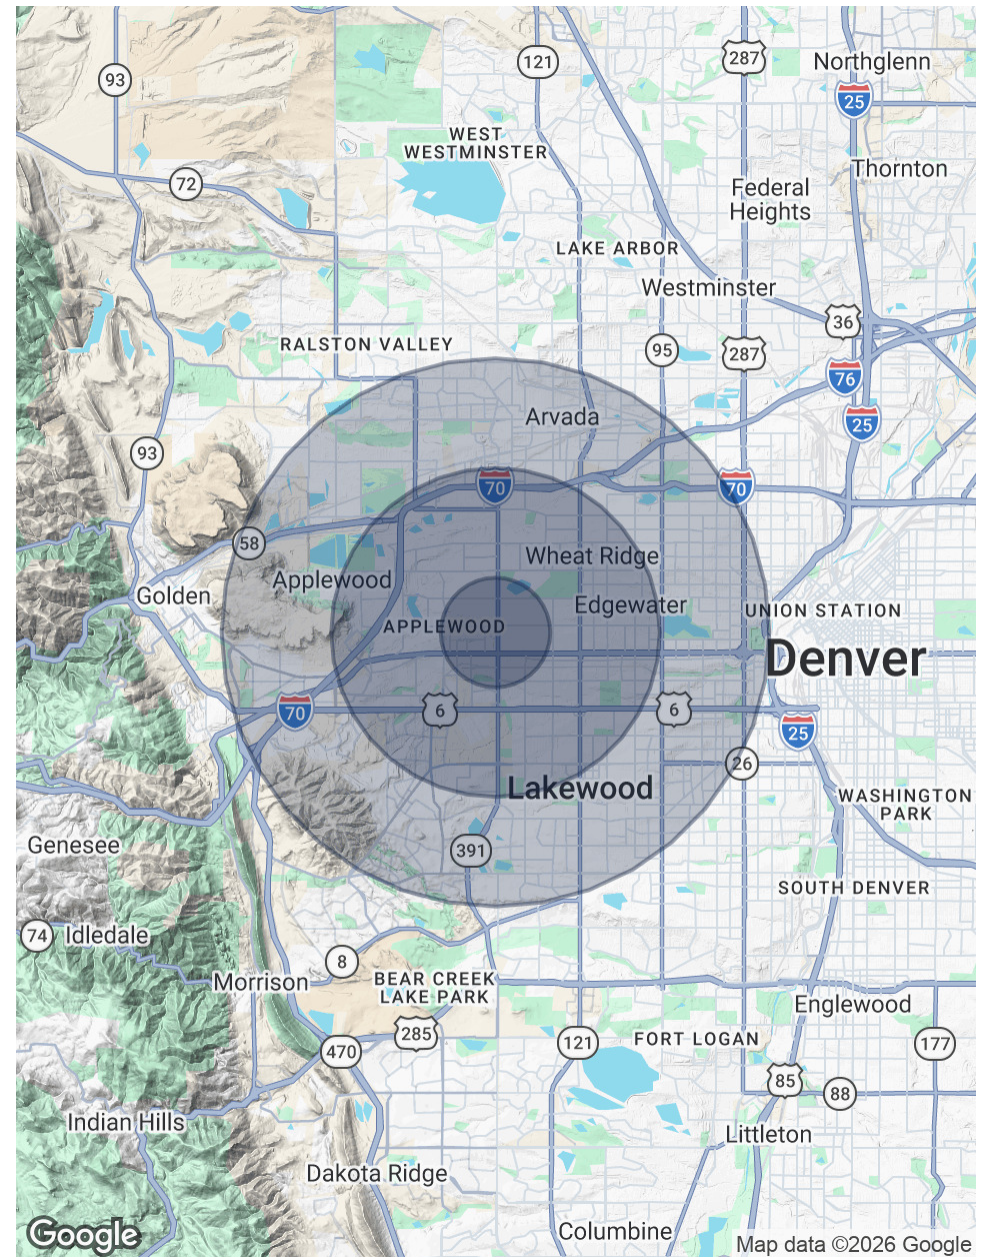 121
287
Northglenn
93
25
WEST
WESTMINSTER
Thornton
72
Federal
Heights
LAKE ARBOR
Westminster
36
RALSTON VALLEY
95
287
76
Arvada
25
93
70
70
58
Wheat Ridge
Applewood
Golden
Edgewater
UNION STATION
APPLEWOOD
Denver
70
6
6
25
26
Lakewood
WASHINGTON
PARK
Genesee
391
SOUTH DENVER
74
Idledale
8
Morrison
BEAR CREEK
LAKE PARK
Englewood
285
FORT LOGAN
470
121
177
85
88
Indian Hills
Littleton
Dakota Ridge
Columbine
Google
Map data ©2026 Google